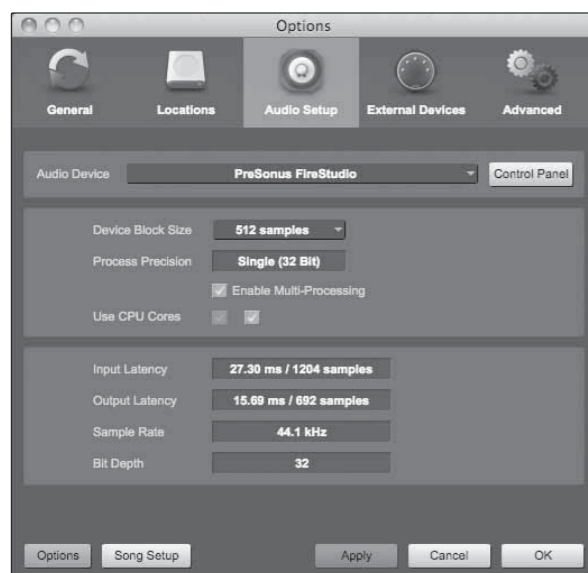 Options
General Locations Audio Setup External Devices Advanced
Audio Device PreSonus FireStudio Control Panel
Device Block Size 512 samples
Process Precision Single (32 Bit)
Enable Multi-Processing
Use CPU Cores
Input Latency 27.30 ms / 1204 samples
Output Latency 15.69 ms / 692 samples
Sample Rate 44.1 kHz
Bit Depth 32
Options Song Setup Apply Cancel OK